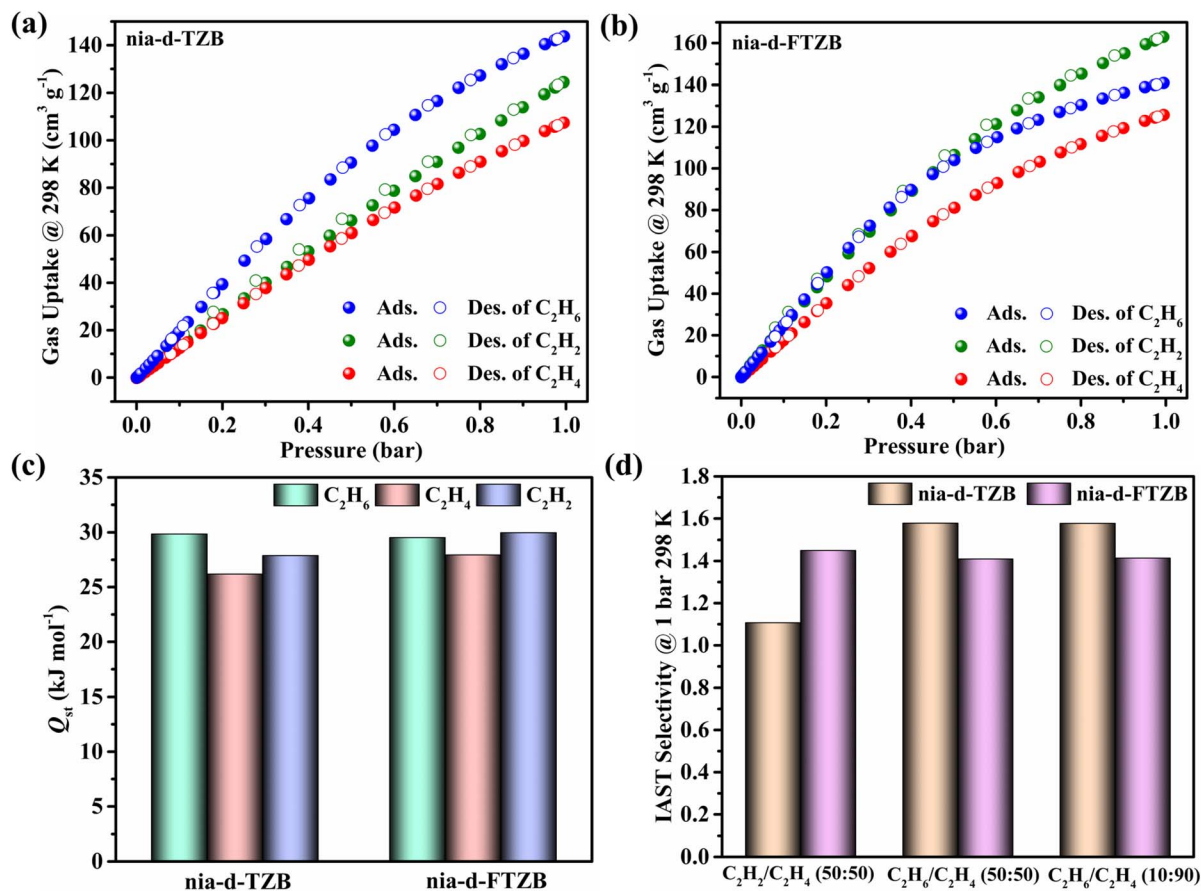 (a)
nia-d-TZB
Gas Uptake @ 298 K (cm³ g⁻¹)
140
120
100
80
60
40
20
0
Ads. Des. of C₂H₆
Ads. Des. of C₂H₂
Ads. Des. of C₂H₄
0.0 0.2 0.4 0.6 0.8 1.0
Pressure (bar)
(b)
nia-d-FTZB
Gas Uptake @ 298 K (cm³ g⁻¹)
160
140
120
100
80
60
40
20
0
Ads. Des. of C₂H₆
Ads. Des. of C₂H₂
Ads. Des. of C₂H₄
0.0 0.2 0.4 0.6 0.8 1.0
Pressure (bar)
(c)
C₂H₆ C₂H₄ C₂H₂
Qst (kJ mol⁻¹)
35
30
25
20
15
10
5
0
nia-d-TZB nia-d-FTZB
(d)
nia-d-TZB nia-d-FTZB
IAST Selectivity @ 1 bar 298 K
1.8
1.6
1.4
1.2
1.0
0.8
0.6
0.4
0.2
0.0
C₂H₂/C₂H₄ (50:50) C₂H₆/C₂H₄ (50:50) C₂H₆/C₂H₄ (10:90)